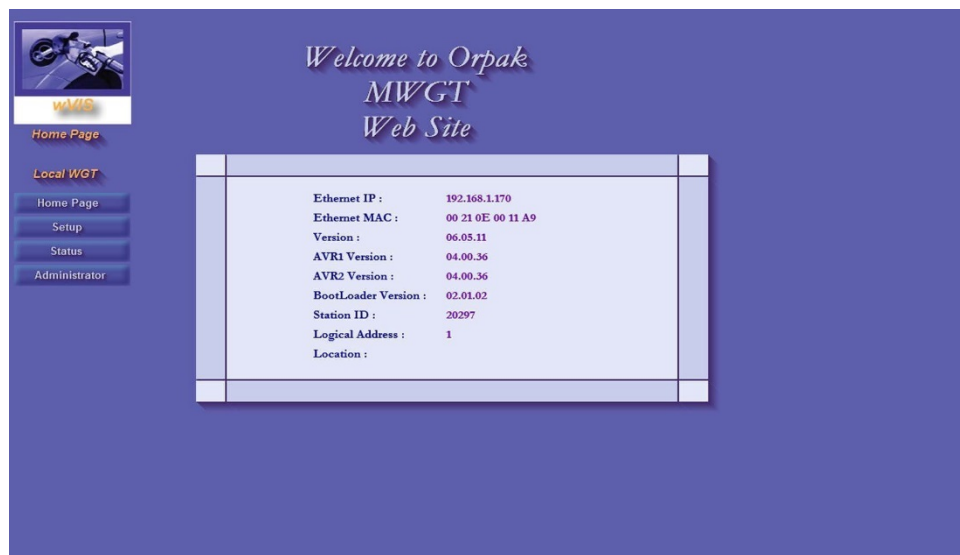 Welcome to Orpak
MWGT
Web Site
wVIS
Home Page
Local WGT
Home Page
Setup
Status
Administrator
Ethernet IP : 192.168.1.170
Ethernet MAC : 00 21 0E 00 11 A9
Version : 06.05.11
AVR1 Version : 04.00.36
AVR2 Version : 04.00.36
BootLoader Version : 02.01.02
Station ID : 20297
Logical Address : 1
Location :